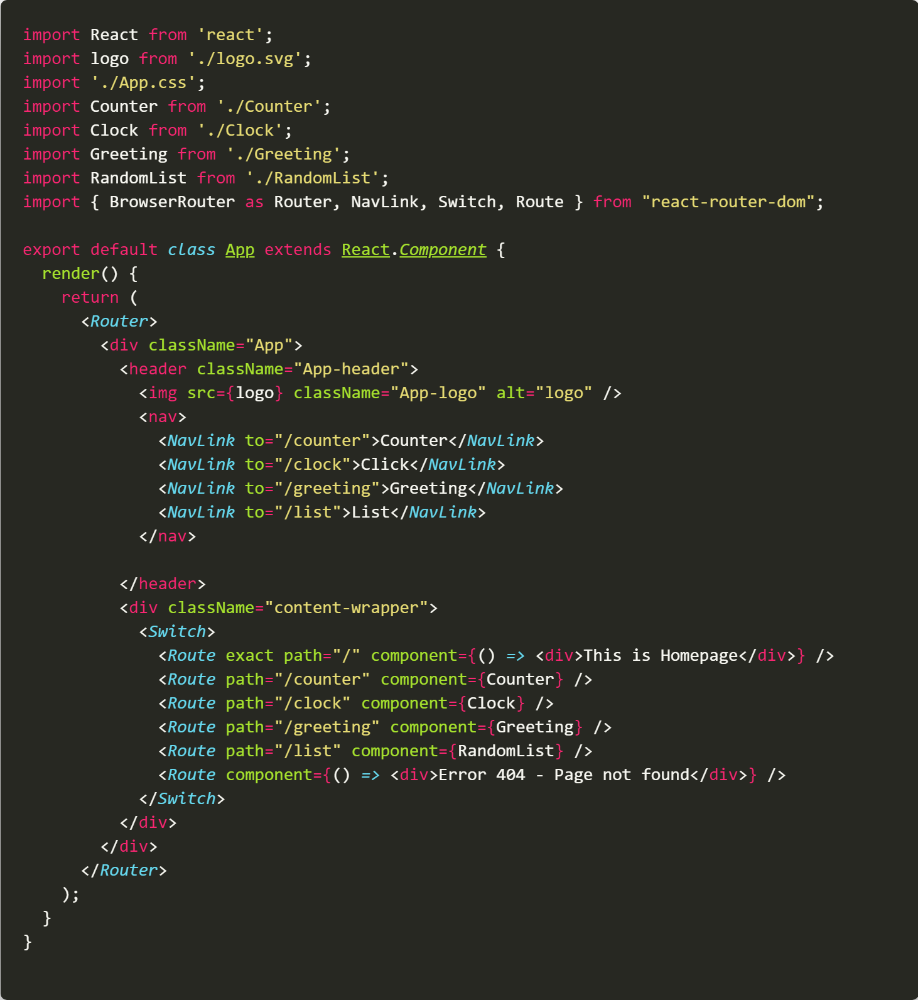 import React from 'react';
import logo from './logo.svg';
import './App.css';
import Counter from './Counter';
import Clock from './Clock';
import Greeting from './Greeting';
import RandomList from './RandomList';
import { BrowserRouter as Router, NavLink, Switch, Route } from "react-router-dom";

export default class App extends React.Component {
  render() {
    return (
      <Router>
        <div className="App">
          <header className="App-header">
            <img src={logo} className="App-logo" alt="logo" />
            <nav>
              <NavLink to="/counter">Counter</NavLink>
              <NavLink to="/clock">Click</NavLink>
              <NavLink to="/greeting">Greeting</NavLink>
              <NavLink to="/list">List</NavLink>
            </nav>

          </header>
          <div className="content-wrapper">
            <Switch>
              <Route exact path="/" component={() => <div>This is Homepage</div>} />
              <Route path="/counter" component={Counter} />
              <Route path="/clock" component={Clock} />
              <Route path="/greeting" component={Greeting} />
              <Route path="/list" component={RandomList} />
              <Route component={() => <div>Error 404 - Page not found</div>} />
            </Switch>
          </div>
        </div>
      </Router>
    );
  }
}